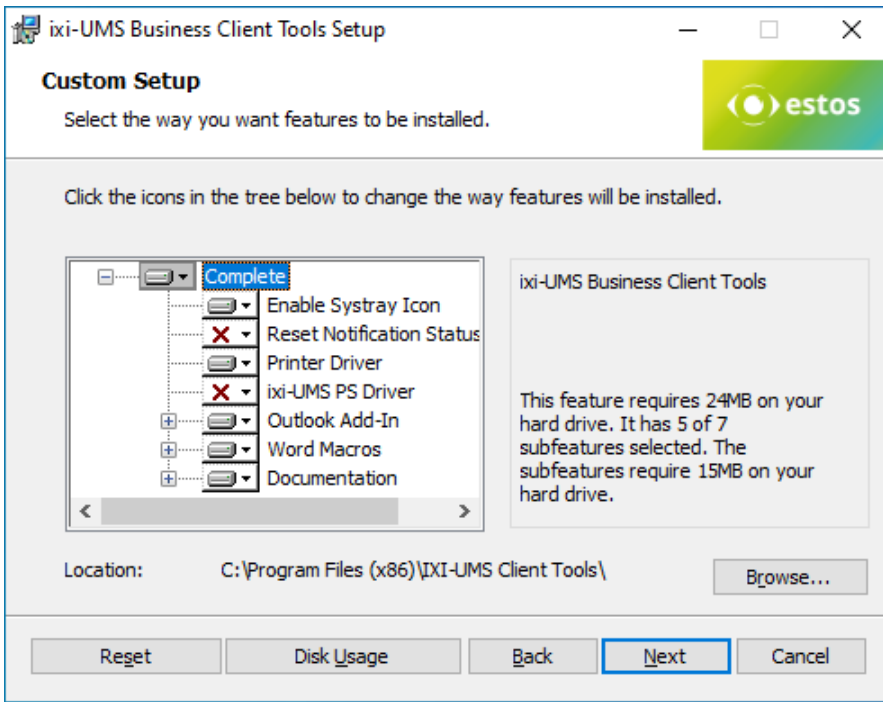 ixi-UMS Business Client Tools Setup
Custom Setup
Select the way you want features to be installed.
estos
Click the icons in the tree below to change the way features will be installed.
Complete
Enable Systray Icon
Reset Notification Status
Printer Driver
ixi-UMS PS Driver
Outlook Add-In
Word Macros
Documentation
ixi-UMS Business Client Tools
This feature requires 24MB on your
hard drive. It has 5 of 7
subfeatures selected. The
subfeatures require 15MB on your
hard drive.
Location: C:\Program Files (x86)\IXI-UMS Client Tools\
Browse...
Reset Disk Usage Back Next Cancel